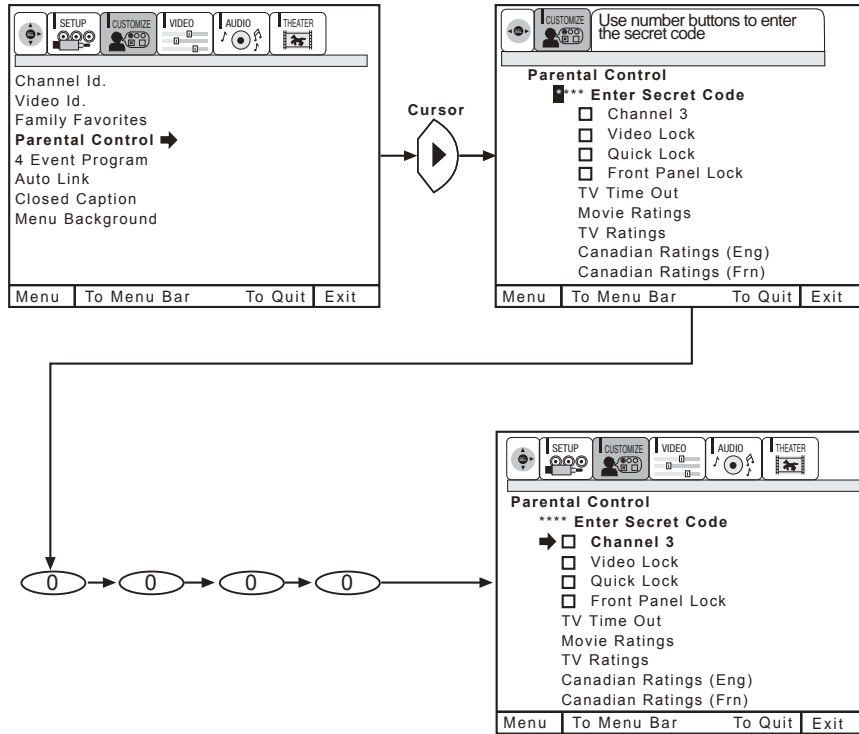 SETUP CUSTOMIZE VIDEO AUDIO THEATER
Channel Id.
Video Id.
Family Favorites
Parental Control
4 Event Program
Auto Link
Closed Caption
Menu Background
Menu To Menu Bar To Quit Exit
Cursor
CUSTOMIZE
Use number buttons to enter
the secret code
Parental Control
**** Enter Secret Code
Channel 3
Video Lock
Quick Lock
Front Panel Lock
TV Time Out
Movie Ratings
TV Ratings
Canadian Ratings (Eng)
Canadian Ratings (Frn)
Menu To Menu Bar To Quit Exit
0 0 0 0
SETUP CUSTOMIZE VIDEO AUDIO THEATER
Parental Control
**** Enter Secret Code
Channel 3
Video Lock
Quick Lock
Front Panel Lock
TV Time Out
Movie Ratings
TV Ratings
Canadian Ratings (Eng)
Canadian Ratings (Frn)
Menu To Menu Bar To Quit Exit